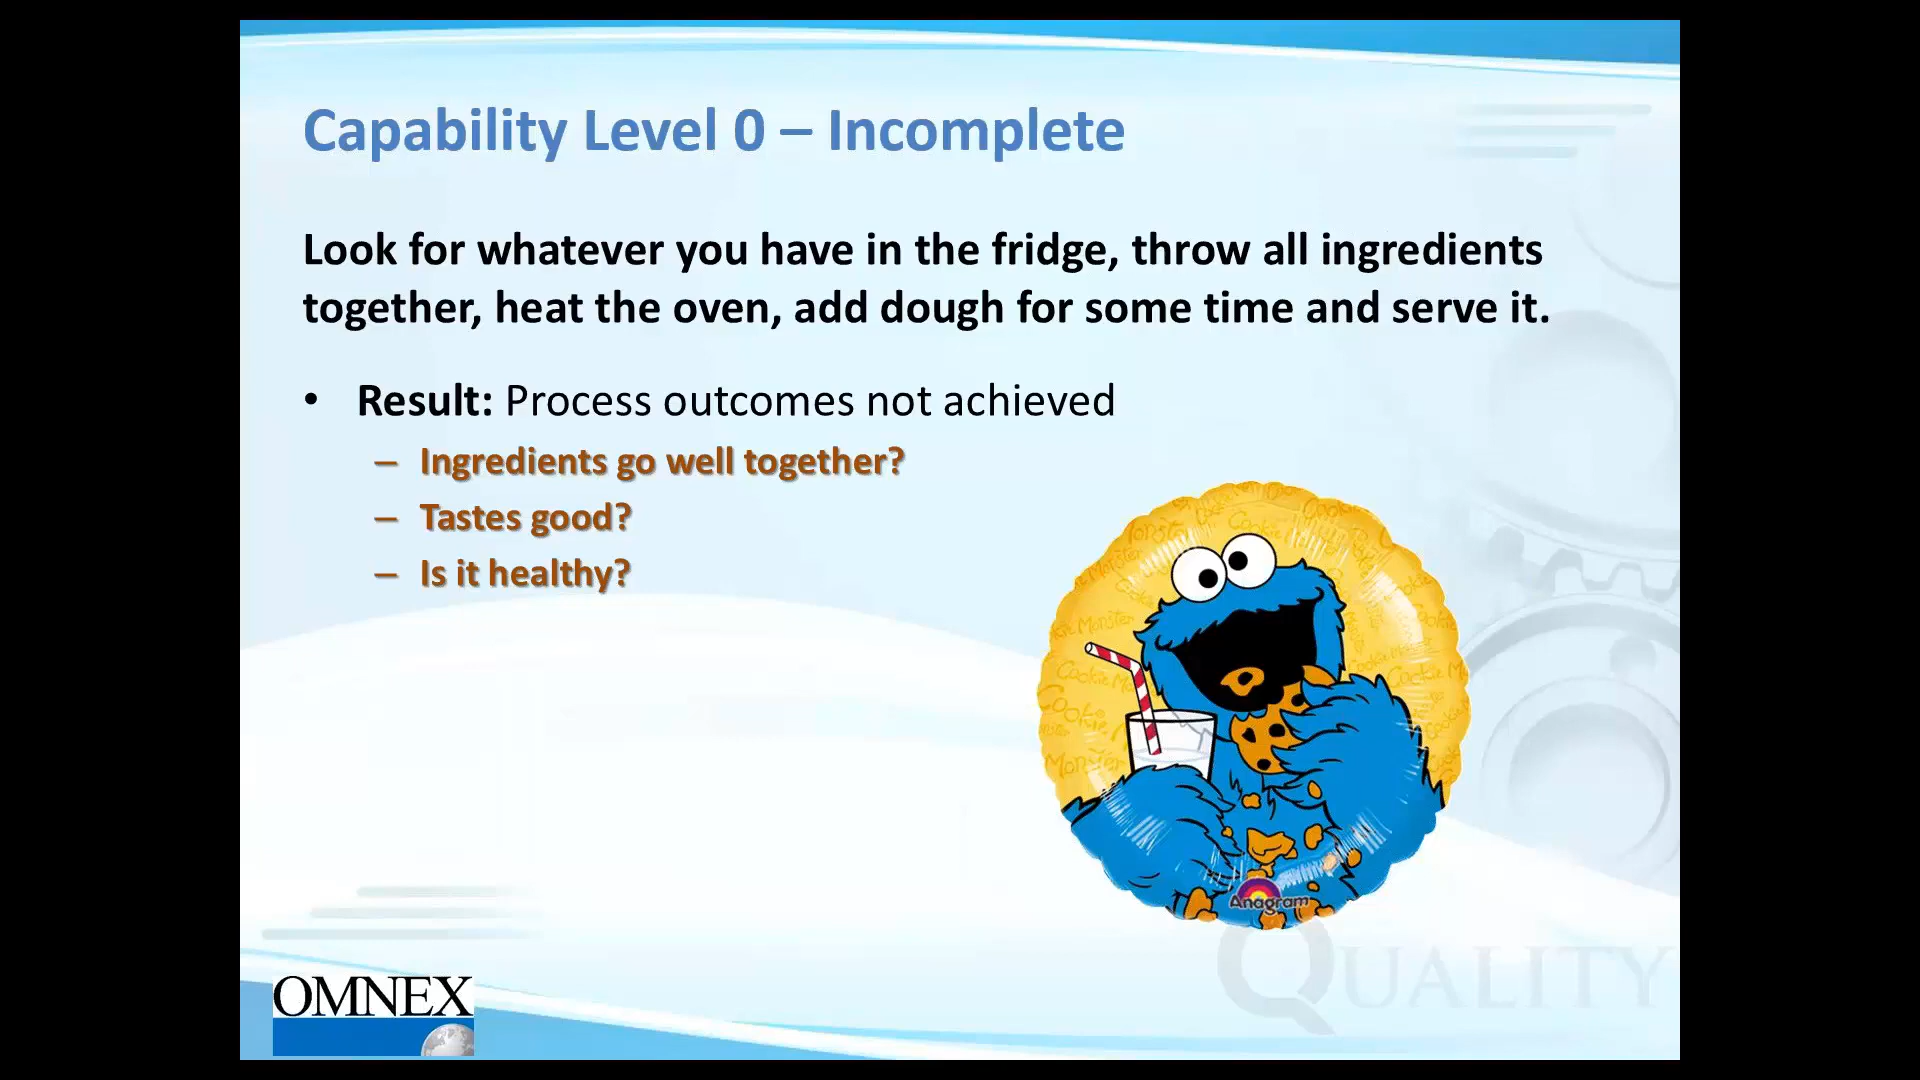 Capability Level 0 – Incomplete
Look for whatever you have in the fridge, throw all ingredients
together, heat the oven, add dough for some time and serve it.
• Result: Process outcomes not achieved
– Ingredients go well together?
– Tastes good?
– Is it healthy?
Cookie Monster
Anagram
QUALITY
OMNEX